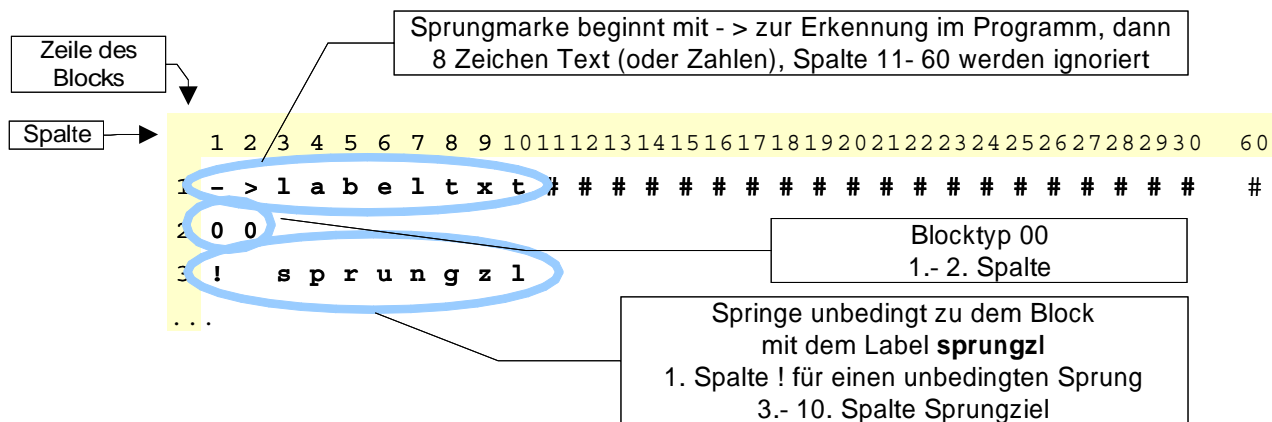 Sprungmarke beginnt mit - > zur Erkennung im Programm, dann
8 Zeichen Text (oder Zahlen), Spalte 11- 60 werden ignoriert
Zeile des
Blocks
Spalte
1 2 3 4 5 6 7 8 9 10 11 12 13 14 15 16 17 18 19 20 21 22 23 24 25 26 27 28 29 30 60
1 - > l a b e l t x t # # # # # # # # # # # # # # # # # # # # #
2 0 0
Blocktyp 00
1.- 2. Spalte
3 ! s p r u n g z l
...
Springe unbedingt zu dem Block
mit dem Label sprungzl
1. Spalte ! für einen unbedingten Sprung
3.- 10. Spalte Sprungziel